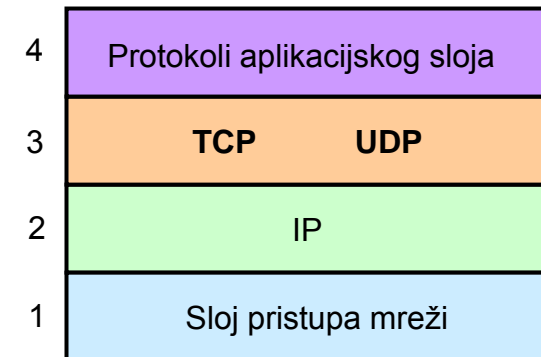 4 Protokoli aplikacijskog sloja
3 TCP UDP
2 IP
1 Sloj pristupa mreži